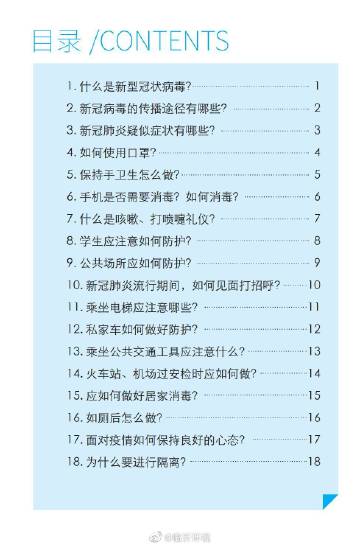 目录 /CONTENTS
1. 什么是新型冠状病毒? 1
2. 新冠病毒的传播途径有哪些? 2
3. 新冠肺炎疑似症状有哪些? 3
4. 如何使用口罩? 4
5. 保持手卫生怎么做? 5
6. 手机是否需要消毒？如何消毒？ 6
7. 什么是咳嗽、打喷嚏礼仪? 7
8. 学生应注意如何防护? 8
9. 公共场所应如何防护? 9
10. 新冠肺炎流行期间，如何见面打招呼? 10
11. 乘坐电梯应注意哪些? 11
12. 私家车如何做好防护? 12
13. 乘坐公共交通工具应注意什么? 13
14. 火车站、机场过安检时应如何做? 14
15. 应如何做好居家消毒? 15
16. 如厕后怎么做? 16
17. 面对疫情如何保持良好的心态? 17
18. 为什么要进行隔离? 18